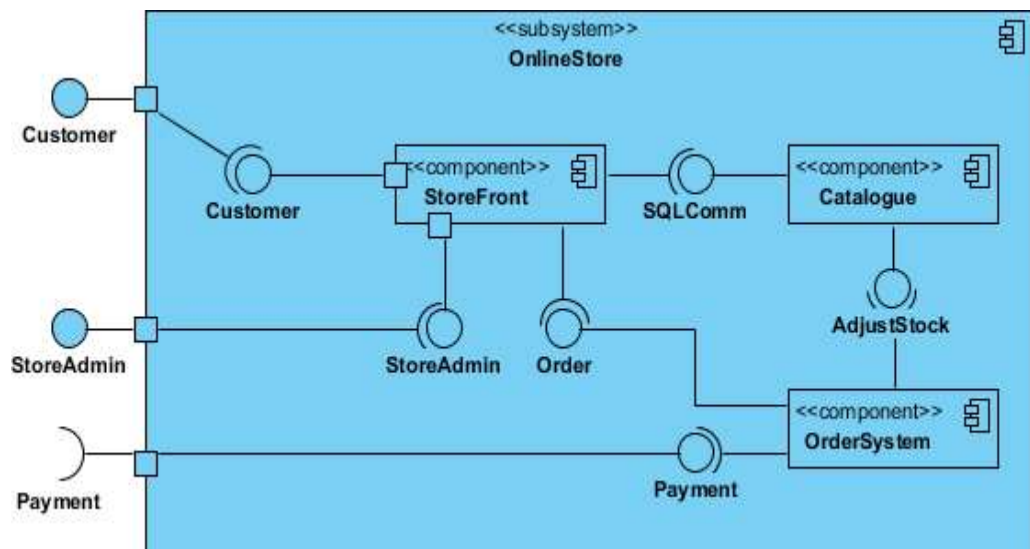 <<subsystem>>
OnlineStore
Customer
<<component>>
StoreFront
Customer
SQLComm
<<component>>
Catalogue
StoreAdmin
StoreAdmin
Order
AdjustStock
<<component>>
OrderSystem
Payment
Payment